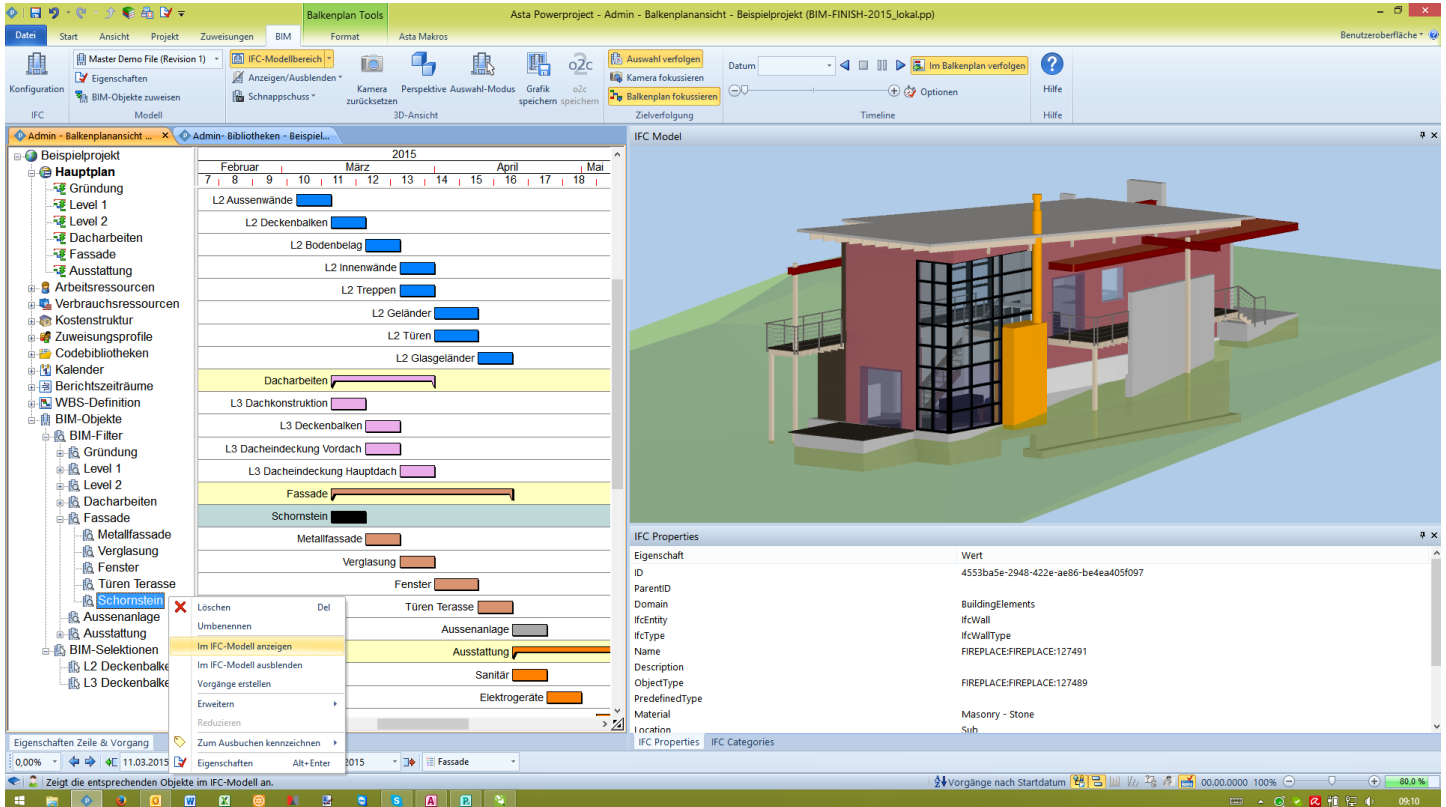 Balkenplan Tools
Asta Powerproject - Admin - Balkenplanansicht - Beispielprojekt (BIM-FINISH-2015_lokal.pp)
Datei Start Ansicht Projekt Zuweisungen BIM Format Asta Makros Benutzeroberfläche
Konfiguration
IFC
Master Demo File (Revision 1)
Eigenschaften
BIM-Objekte zuweisen
Modell
IFC-Modellbereich
Anzeigen/Ausblenden
Schnappschuss
Kamera zurücksetzen
Perspektive
Auswahl-Modus
Grafik speichern
o2c
o2c speichern
3D-Ansicht
Auswahl verfolgen
Kamera fokussieren
Balkenplan fokussieren
Zielverfolgung
Datum
Im Balkenplan verfolgen
Optionen
Timeline
Hilfe
Hilfe
Admin - Balkenplanansicht ...
Admin- Bibliotheken - Beispiel...
Beispielprojekt
Hauptplan
Gründung
Level 1
Level 2
Dacharbeiten
Fassade
Ausstattung
Arbeitsressourcen
Verbrauchsressourcen
Kostenstruktur
Zuweisungsprofile
Codebibliotheken
Kalender
Berichtszeiträume
WBS-Definition
BIM-Objekte
BIM-Filter
Gründung
Level 1
Level 2
Dacharbeiten
Fassade
Metallfassade
Verglasung
Fenster
Türen Terasse
Schornstein
Aussenanlage
Ausstattung
BIM-Selektionen
L2 Deckenbalke
L3 Deckenbalke
2015
Februar März April Mai
7 8 9 10 11 12 13 14 15 16 17 18
L2 Aussenwände
L2 Deckenbalken
L2 Bodenbelag
L2 Innenwände
L2 Treppen
L2 Geländer
L2 Türen
L2 Glasgeländer
Dacharbeiten
L3 Dachkonstruktion
L3 Deckenbalken
L3 Dacheindeckung Vordach
L3 Dacheindeckung Hauptdach
Fassade
Schornstein
Metallfassade
Verglasung
Fenster
Türen Terasse
Aussenanlage
Ausstattung
Sanitär
Elektrogeräte
Löschen Del
Umbenennen
Im IFC-Modell anzeigen
Im IFC-Modell ausblenden
Vorgänge erstellen
Erweitern
Reduzieren
Zum Ausbuchen kennzeichnen
Eigenschaften Alt+Enter
IFC Model
IFC Properties
Eigenschaft Wert
ID 4553ba5e-2948-422e-ae86-be4ea405f097
ParentID
Domain BuildingElements
IfcEntity IfcWall
IfcType IfcWallType
Name FIREPLACE:FIREPLACE:127491
Description
ObjectType FIREPLACE:FIREPLACE:127489
PredefinedType
Material Masonry - Stone
Location Sub
IFC Properties IFC Categories
Eigenschaften Zeile & Vorgang
0,00% 11.03.2015 2015 Fassade
Zeigt die entsprechenden Objekte im IFC-Modell an.
Vorgänge nach Startdatum 00.00.0000 100% 80,0 %
09:10